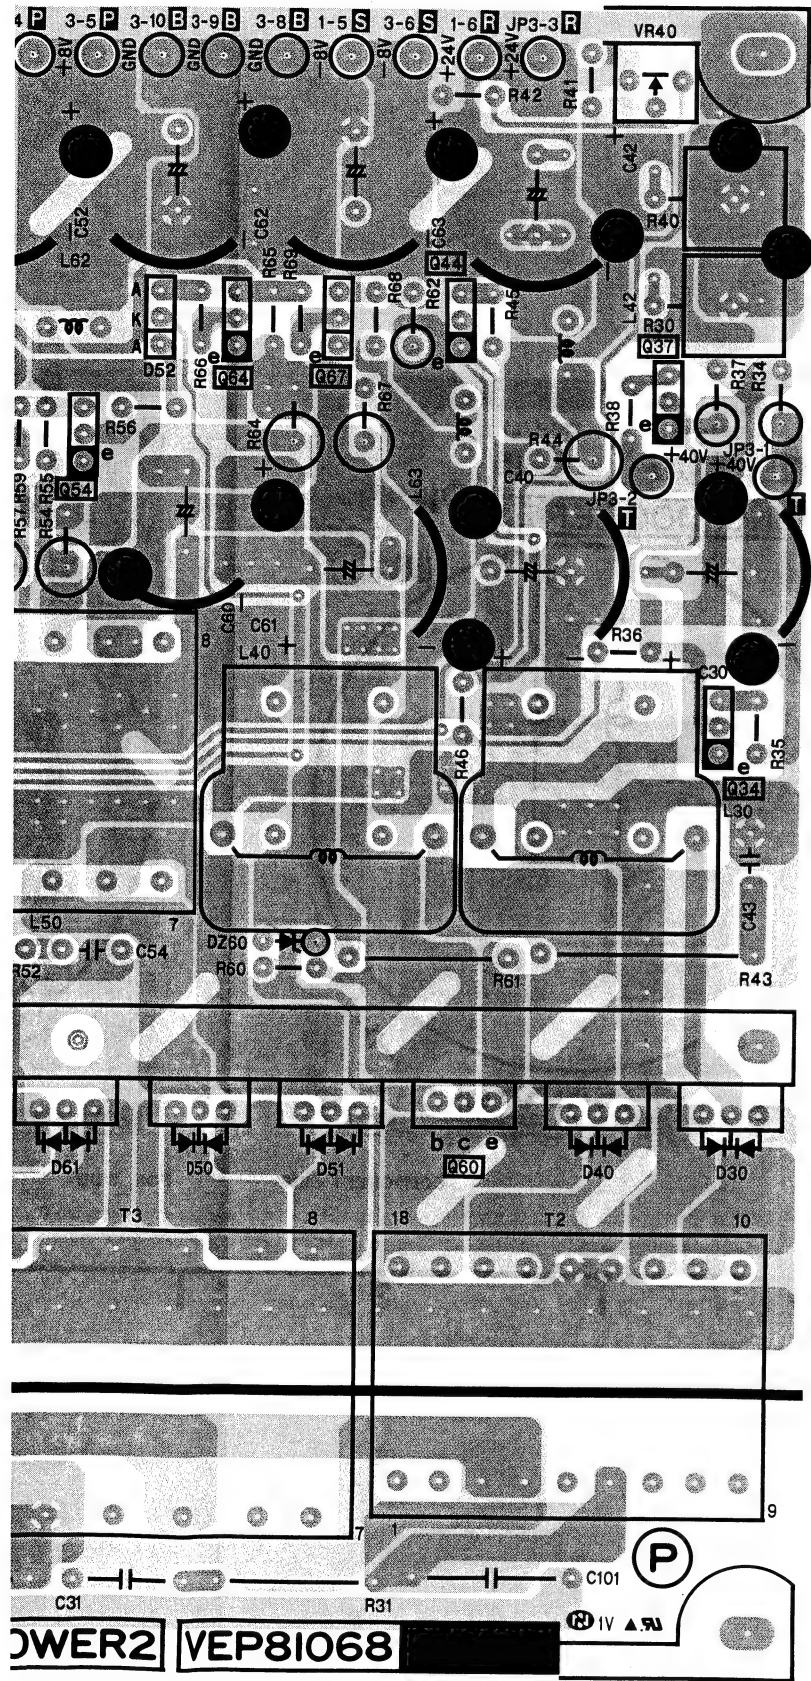 4 P 3-5 P 3-10 B 3-9 B 3-8 B 1-5 S 3-6 S 1-6 R JP3-3 R VR40
+8V GND GND GND -8V -8V +24V +24V
R42 R41
+ + + +
C42
R40
C52 C62 C63
L62 R65 R69 Q44
A R68 R62 R45 L42
K R30
A Q37
D52 R66 e Q64 e Q67 e R37 R34
R67 R38 e
R56 R64 R44 +40V JP3-1
e + + +40V
Q54 L63 C40 JP3-2
R57 R59 R54 R55 T T
C60 C61 R36
8 L40 + - + - + -
C30
R46 R35
e
Q34
L30
C43
L50 7
DZ60
R52 C54 R60 R61 R43
b c e
D61 D50 D51 Q60 D40 D30
T3 8 18 T2 10
7 1 9
P
C31 R31 C101
OWER2 VEP81068 1V